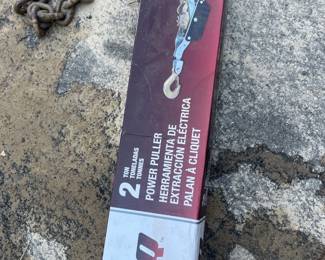 2 TON
TONELADAS
TONNES
POWER PULLER
HERRAMIENTA DE
EXTRACCIÓN ELÉCTRICA
PALAN À CLIQUET
Q